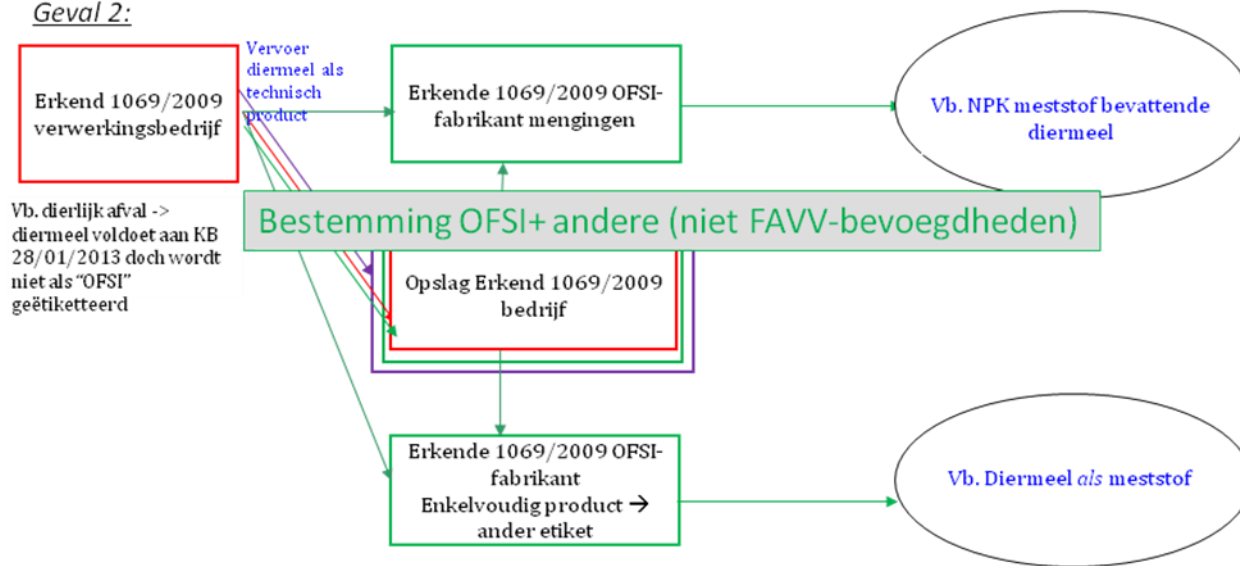 Geval 2:
Erkend 1069/2009
verwerkingsbedrijf
Vervoer
diermeel als
technisch
product
Erkende 1069/2009 OFSI-
fabrikant mengingen
Vb. NPK meststof bevattende
diermeel
Vb. dierlijk afval ->
diermeel voldoet aan KB
28/01/2013 doch wordt
niet als “OFSI”
geëtiketteerd
Bestemming OFSI+ andere (niet FAVV-bevoegdheden)
Opslag Erkend 1069/2009
bedrijf
Erkende 1069/2009 OFSI-
fabrikant
Enkelvoudig product →
ander etiket
Vb. Diermeel als meststof